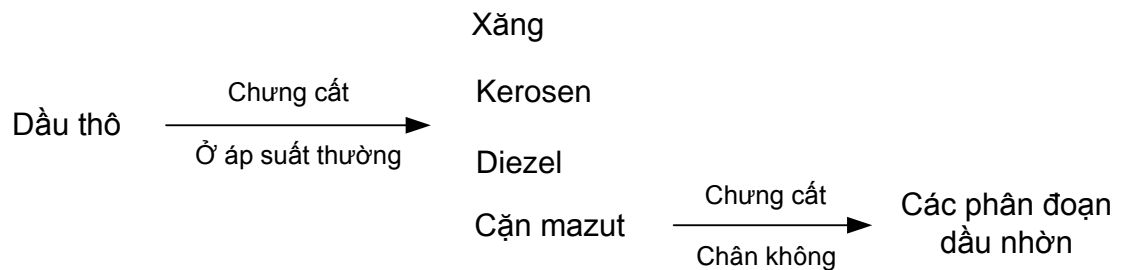 Xăng
Chưng cất
Kerosen
Dầu thô
Ở áp suất thường
Diezel
Chưng cất
Cặn mazut
Các phân đoạn
dầu nhờn
Chân không